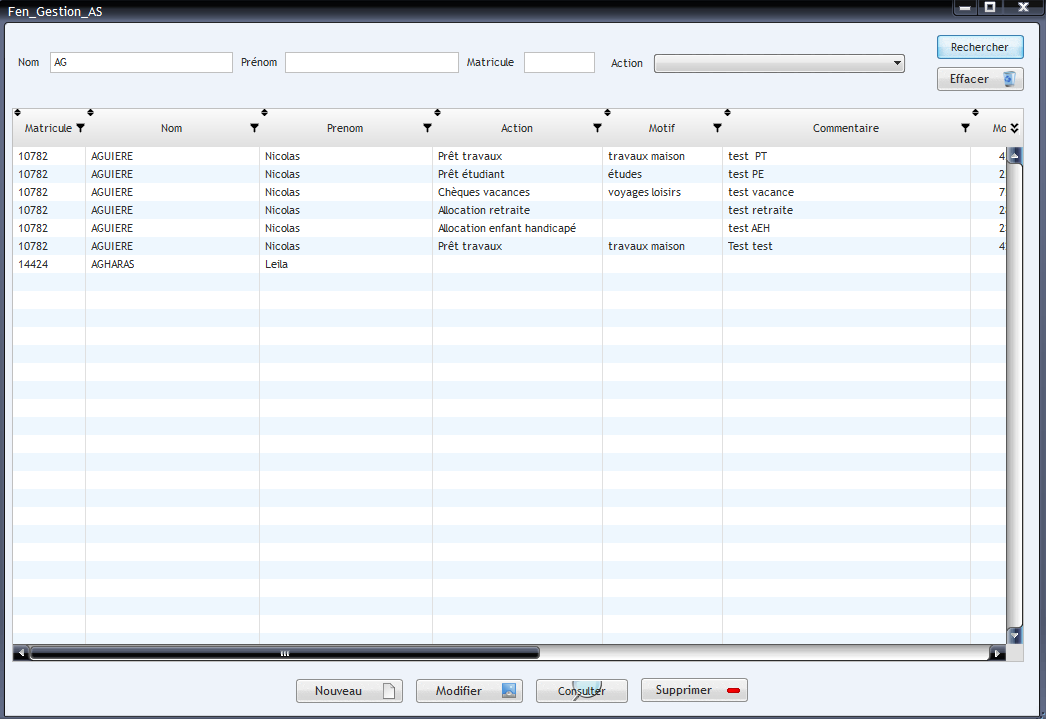 Fen_Gestion_AS
Nom AG Prénom Matricule Action Rechercher
Effacer
Matricule Nom Prenom Action Motif Commentaire
10782 AGUIERE Nicolas Prêt travaux travaux maison test PT 4
10782 AGUIERE Nicolas Prêt étudiant études test PE 2
10782 AGUIERE Nicolas Chèques vacances voyages loisirs test vacance 7
10782 AGUIERE Nicolas Allocation retraite test retraite 2
10782 AGUIERE Nicolas Allocation enfant handicapé test AEH 2
10782 AGUIERE Nicolas Prêt travaux travaux maison Test test 4
14424 AGHARAS Leila
Nouveau Modifier Consulter Supprimer